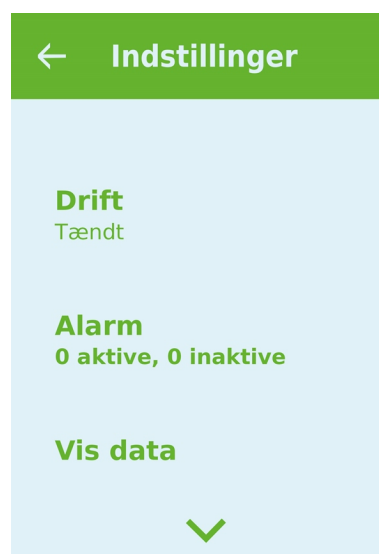 Indstillinger
Drift
Tændt
Alarm
0 aktive, 0 inaktive
Vis data